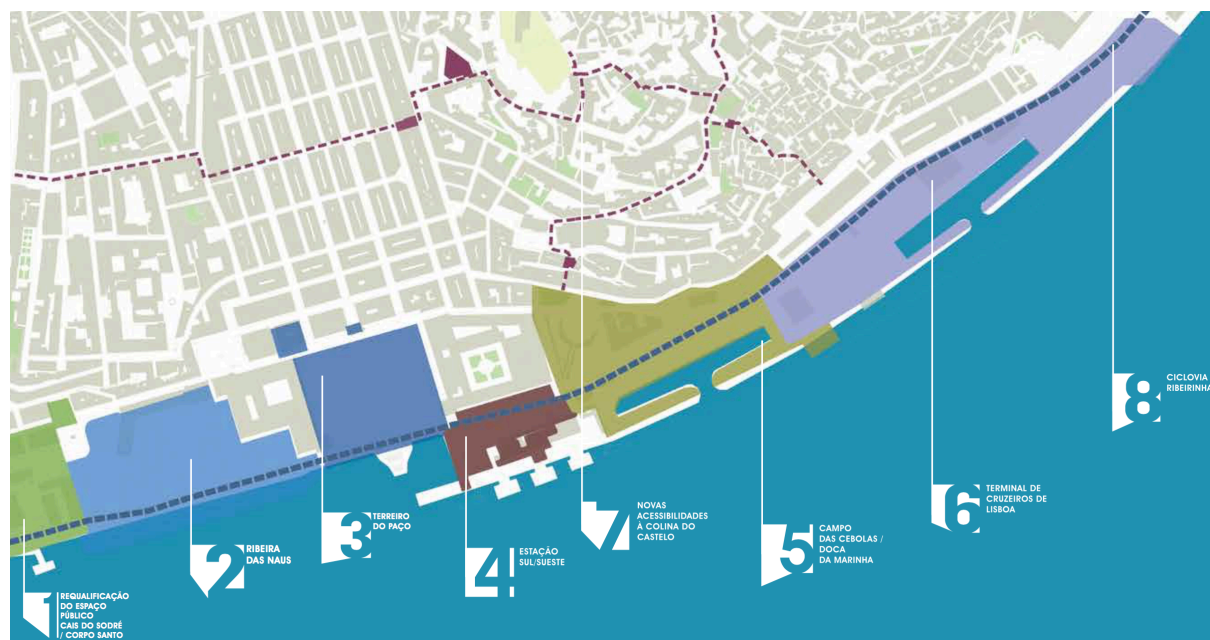 1
REQUALIFICAÇÃO
DO ESPAÇO
PÚBLICO
CAIS DO SODRÉ
/ CORPO SANTO
2
RIBEIRA
DAS NAUS
3
TERREIRO
DO PAÇO
4
ESTAÇÃO
SUL/SUESTE
7
NOVAS
ACESSIBILIDADES
À COLINA DO
CASTELO
5
CAMPO
DAS CEBOLAS /
DOCA
DA MARINHA
6
TERMINAL DE
CRUZEIROS DE
LISBOA
8
CICLOVIA
RIBEIRINHA